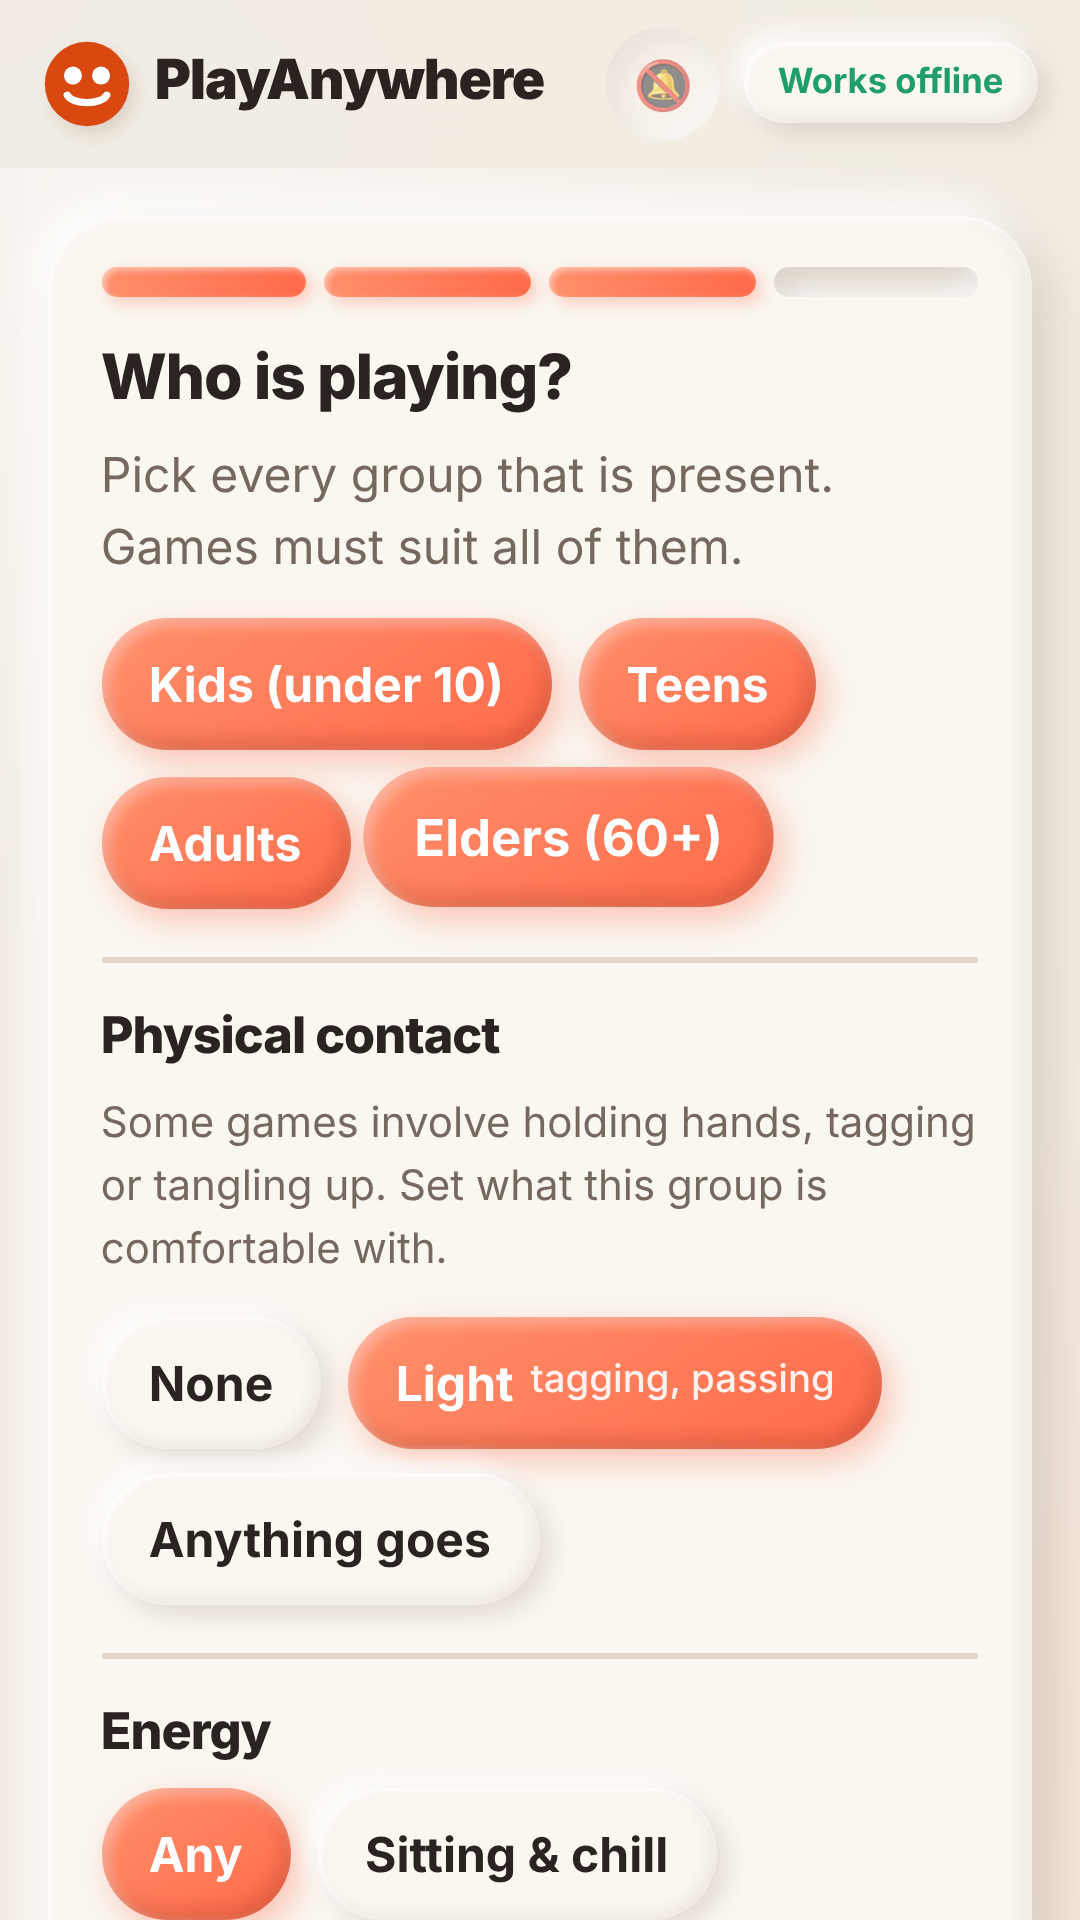 PlayAnywhere
Works offline
Who is playing?
Pick every group that is present.
Games must suit all of them.
Kids (under 10)
Teens
Adults
Elders (60+)
Physical contact
Some games involve holding hands, tagging
or tangling up. Set what this group is
comfortable with.
None
Light tagging, passing
Anything goes
Energy
Any
Sitting & chill